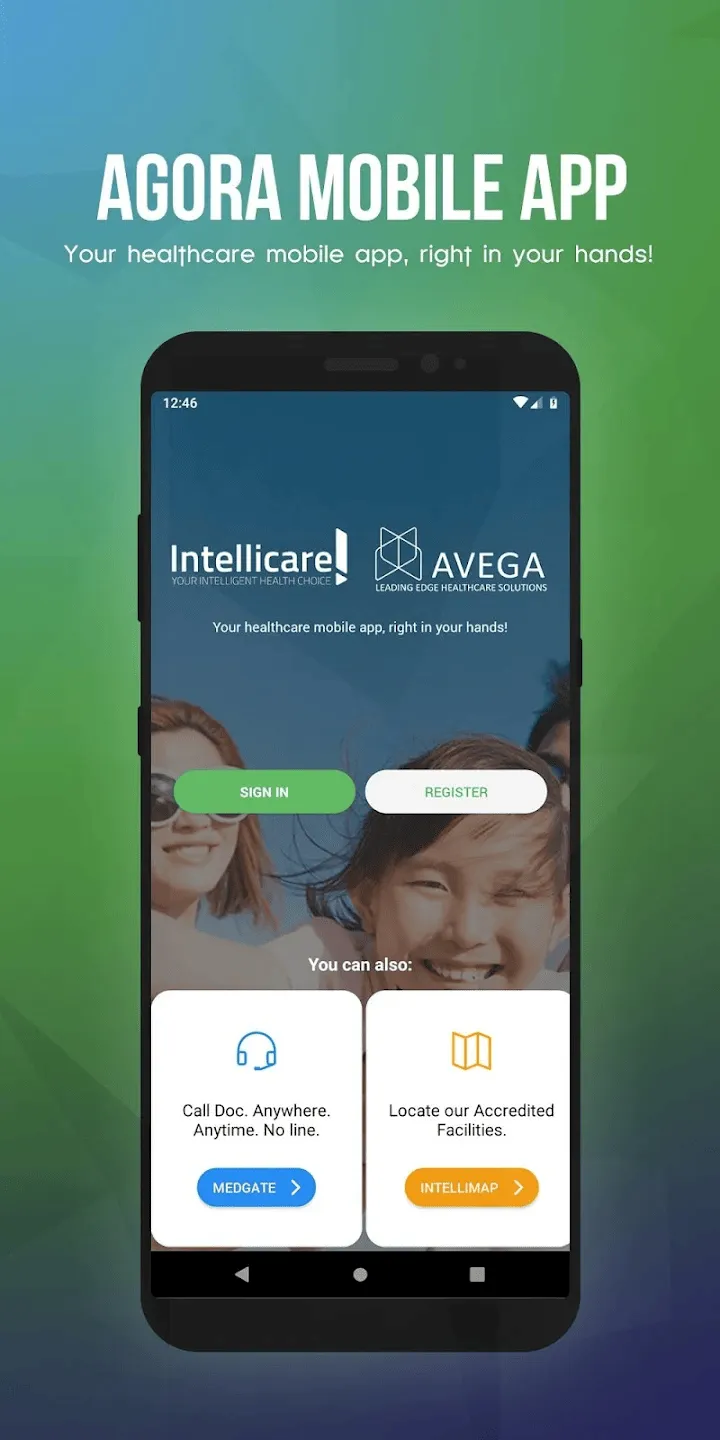 AGORA MOBILE APP
Your healthcare mobile app, right in your hands!
12:46
Intellicare!
YOUR INTELLIGENT HEALTH CHOICE
AVEGA
LEADING EDGE HEALTHCARE SOLUTIONS
Your healthcare mobile app, right in your hands!
SIGN IN
REGISTER
You can also:
Call Doc. Anywhere.
Anytime. No line.
MEDGATE
Locate our Accredited
Facilities.
INTELLIMAP